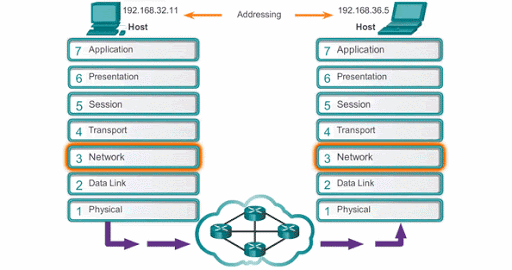 192.168.32.11
Addressing
192.168.36.5
Host
Host
7 Application
6 Presentation
5 Session
4 Transport
3 Network
2 Data Link
1 Physical
7 Application
6 Presentation
5 Session
4 Transport
3 Network
2 Data Link
1 Physical